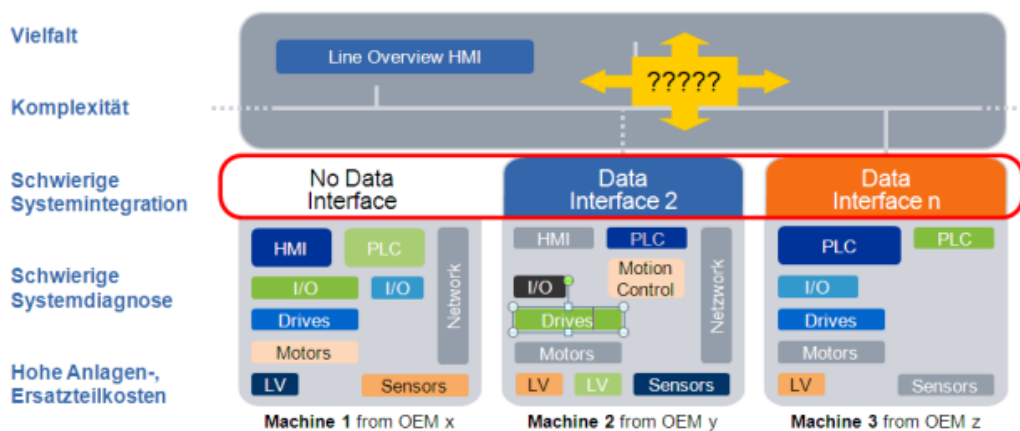 Vielfalt
Komplexität
Schwierige
Systemintegration
Schwierige
Systemdiagnose
Hohe Anlagen-,
Ersatzteilkosten
Line Overview HMI
?????
No Data
Interface
Data
Interface 2
Data
Interface n
HMI
PLC
I/O
I/O
Drives
Motors
LV
Sensors
Network
HMI
PLC
I/O
Motion
Control
Drives
Motors
LV
LV
Sensors
Netzwork
PLC
PLC
I/O
Drives
Motors
LV
Sensors
Machine 1 from OEM x
Machine 2 from OEM y
Machine 3 from OEM z